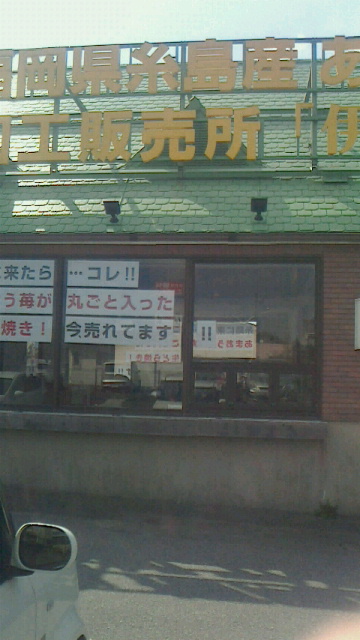 岡県糸島産あ
工販売所「伊
来たら…コレ!!
う苺が丸ごと入った
焼き!今売れてます!!